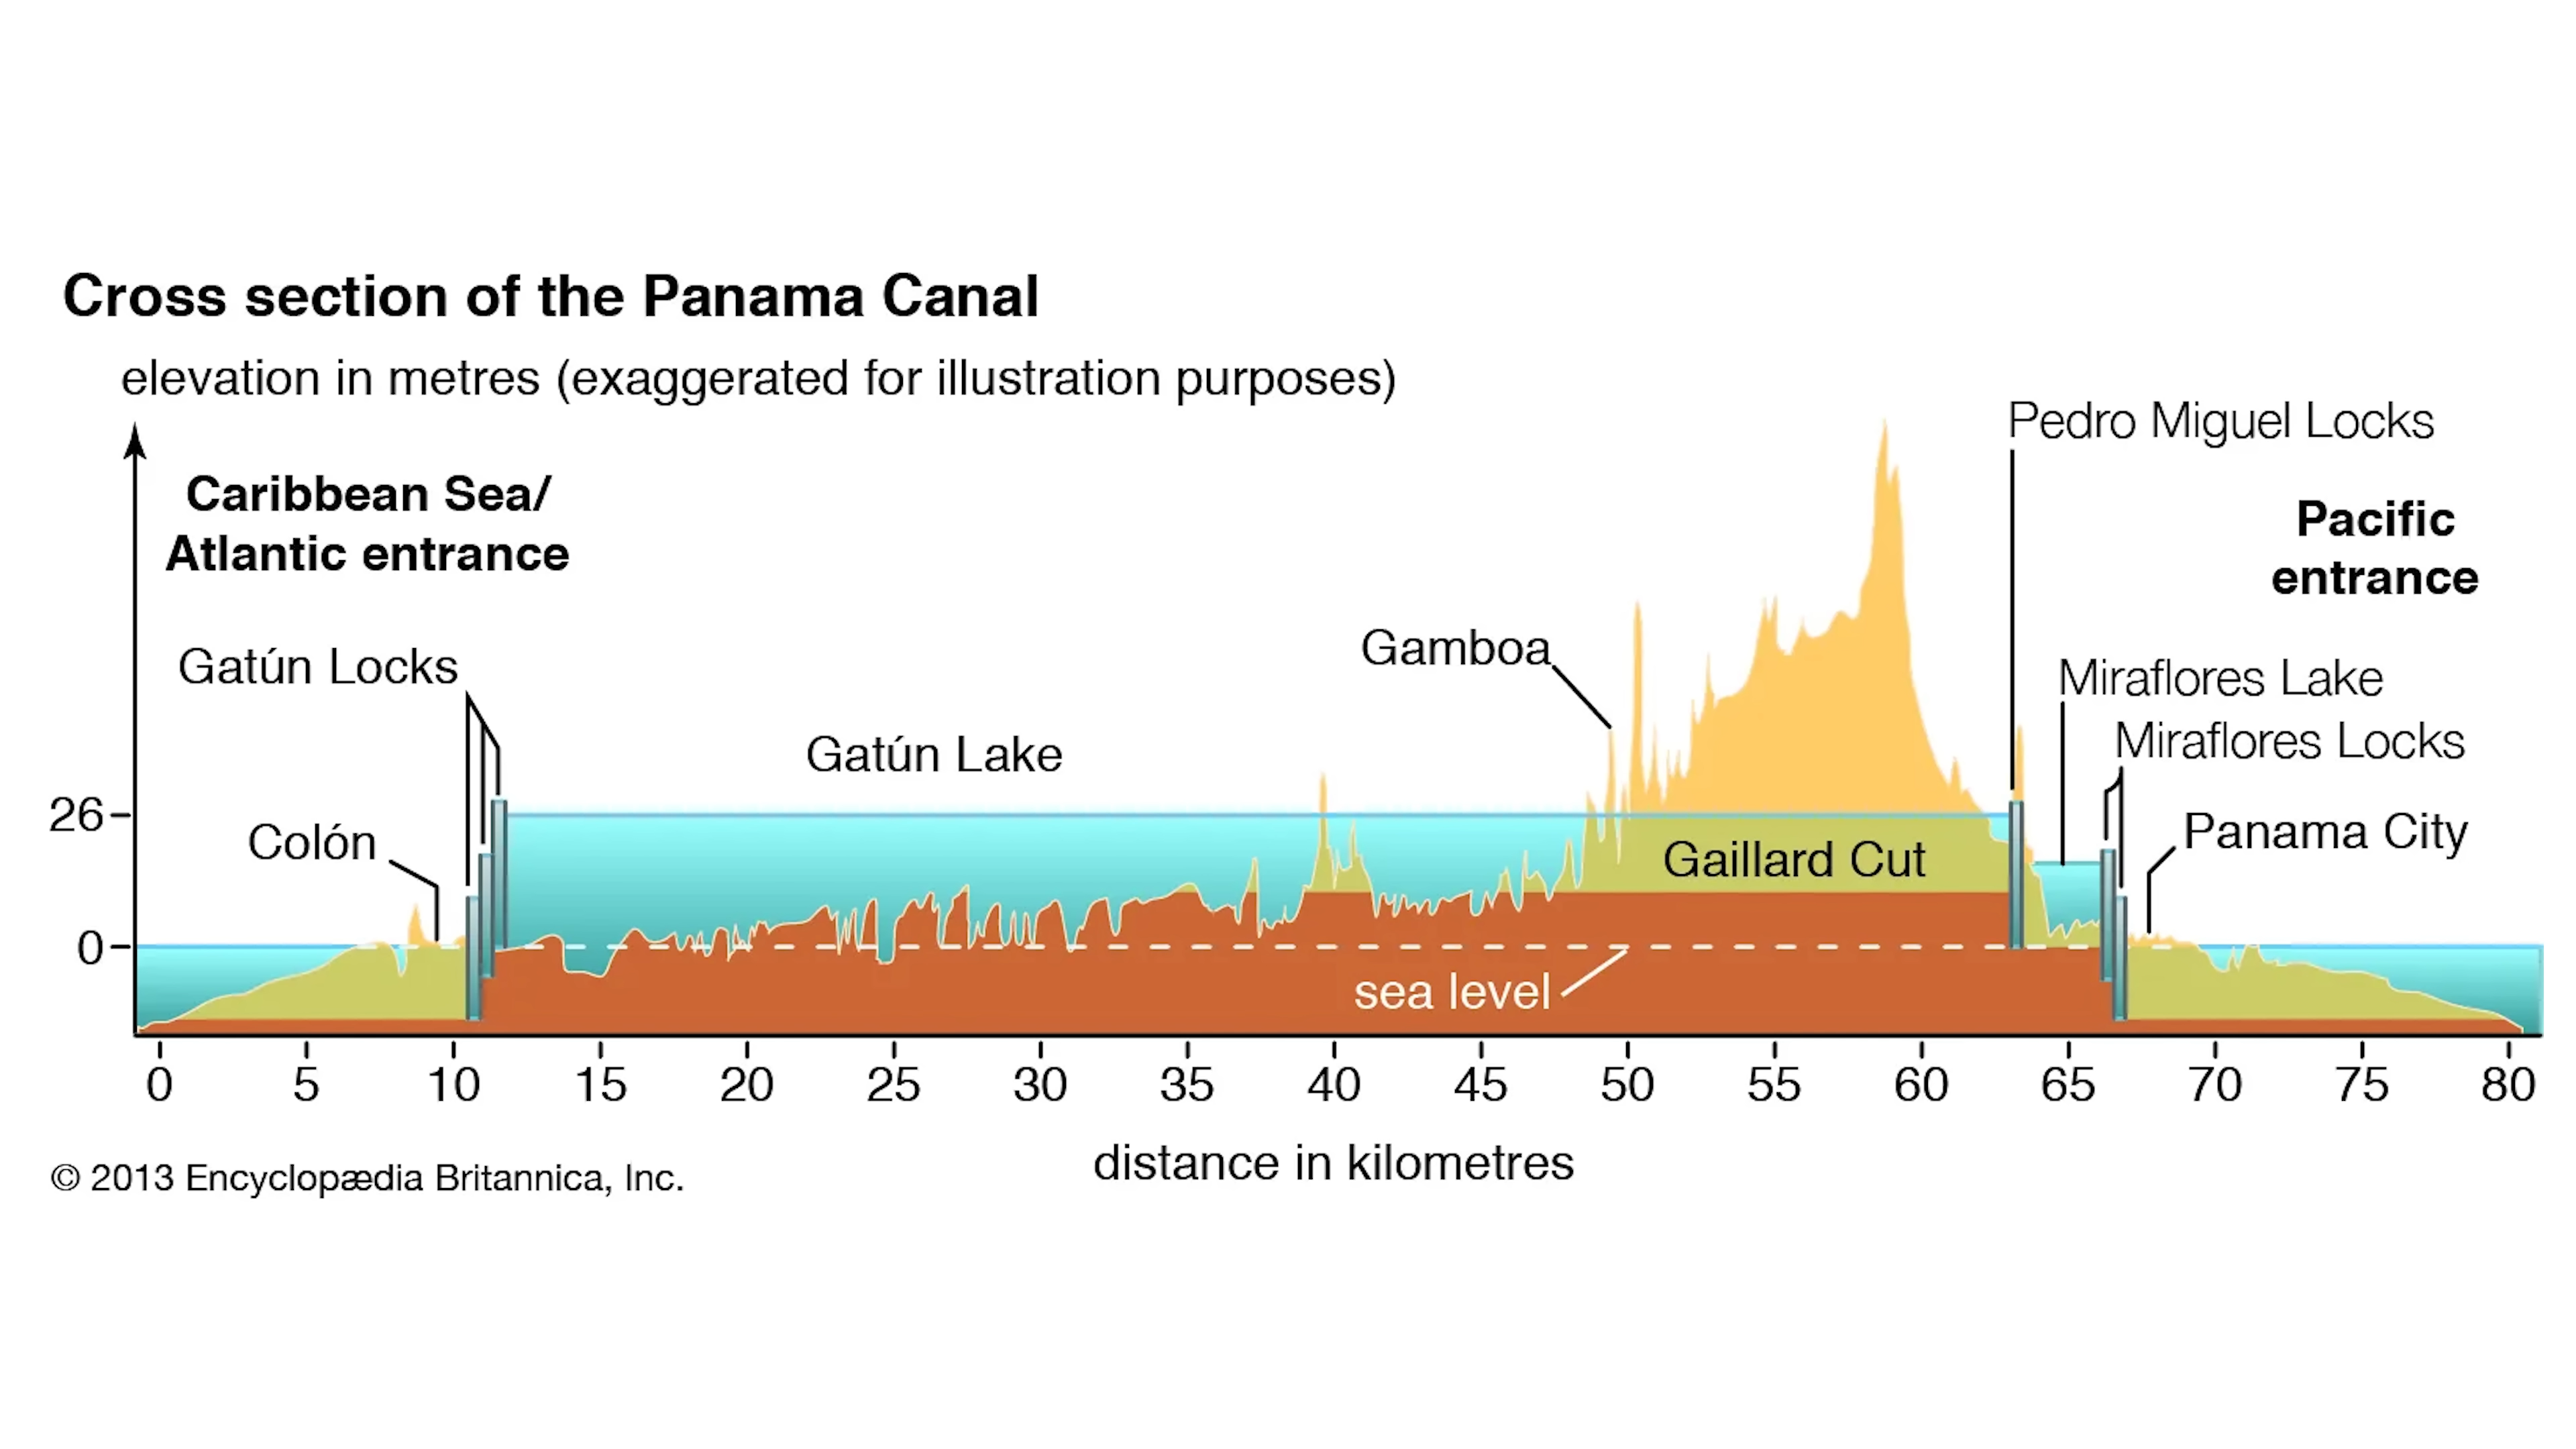 Cross section of the Panama Canal
elevation in metres (exaggerated for illustration purposes)
Caribbean Sea/
Atlantic entrance
Pedro Miguel Locks
Pacific
entrance
Gatún Locks
Gamboa
Miraflores Lake
Miraflores Locks
Gatún Lake
26
Colón
Gaillard Cut
Panama City
0
sea level
0 5 10 15 20 25 30 35 40 45 50 55 60 65 70 75 80
distance in kilometres
© 2013 Encyclopædia Britannica, Inc.